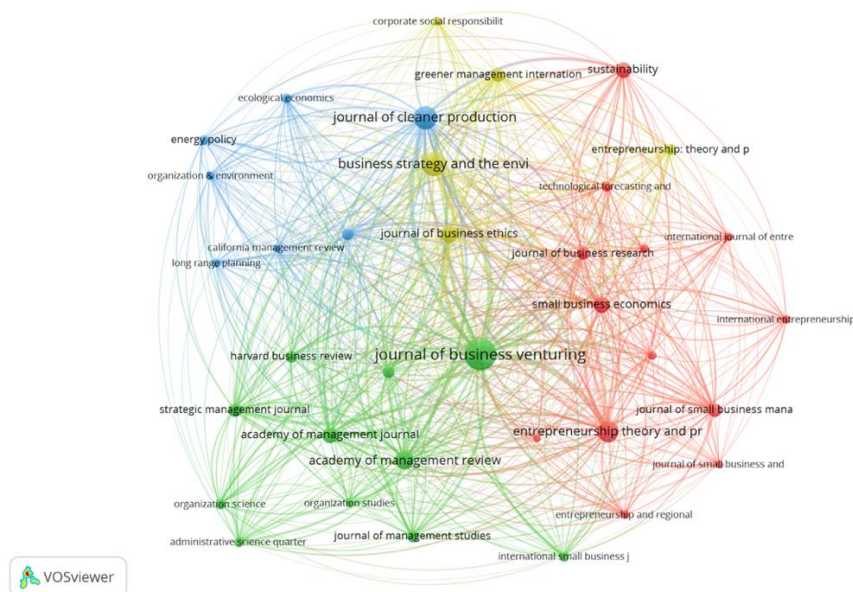 corporate social responsibilit
greener management internation
sustainability
ecological economics
journal of cleaner production
energy policy
entrepreneurship: theory and p
business strategy and the envi
organization & environment
technological forecasting and
journal of business ethics
international journal of entre
california management review
journal of business research
long range planning
small business economics
international entrepreneurship
harvard business review
journal of business venturing
strategic management journal
journal of small business mana
academy of management journal
entrepreneurship theory and pr
academy of management review
journal of small business and
organization science
organization studies
entrepreneurship and regional
journal of management studies
administrative science quarter
international small business j
VOSviewer